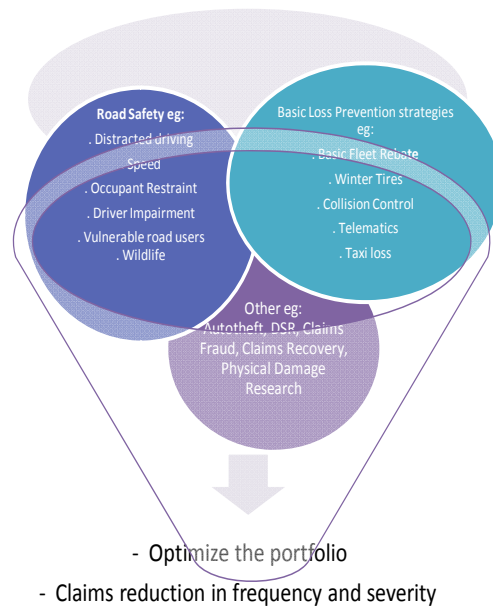 Road Safety eg:
. Distracted driving
. Speed
. Occupant Restraint
. Driver Impairment
. Vulnerable road users
. Wildlife
Basic Loss Prevention strategies
eg:
. Basic Fleet Rebate
. Winter Tires
. Collision Control
. Telematics
. Taxi loss
Other eg:
Autotheft, DSR, Claims
Fraud, Claims Recovery,
Physical Damage
Research
- Optimize the portfolio
- Claims reduction in frequency and severity